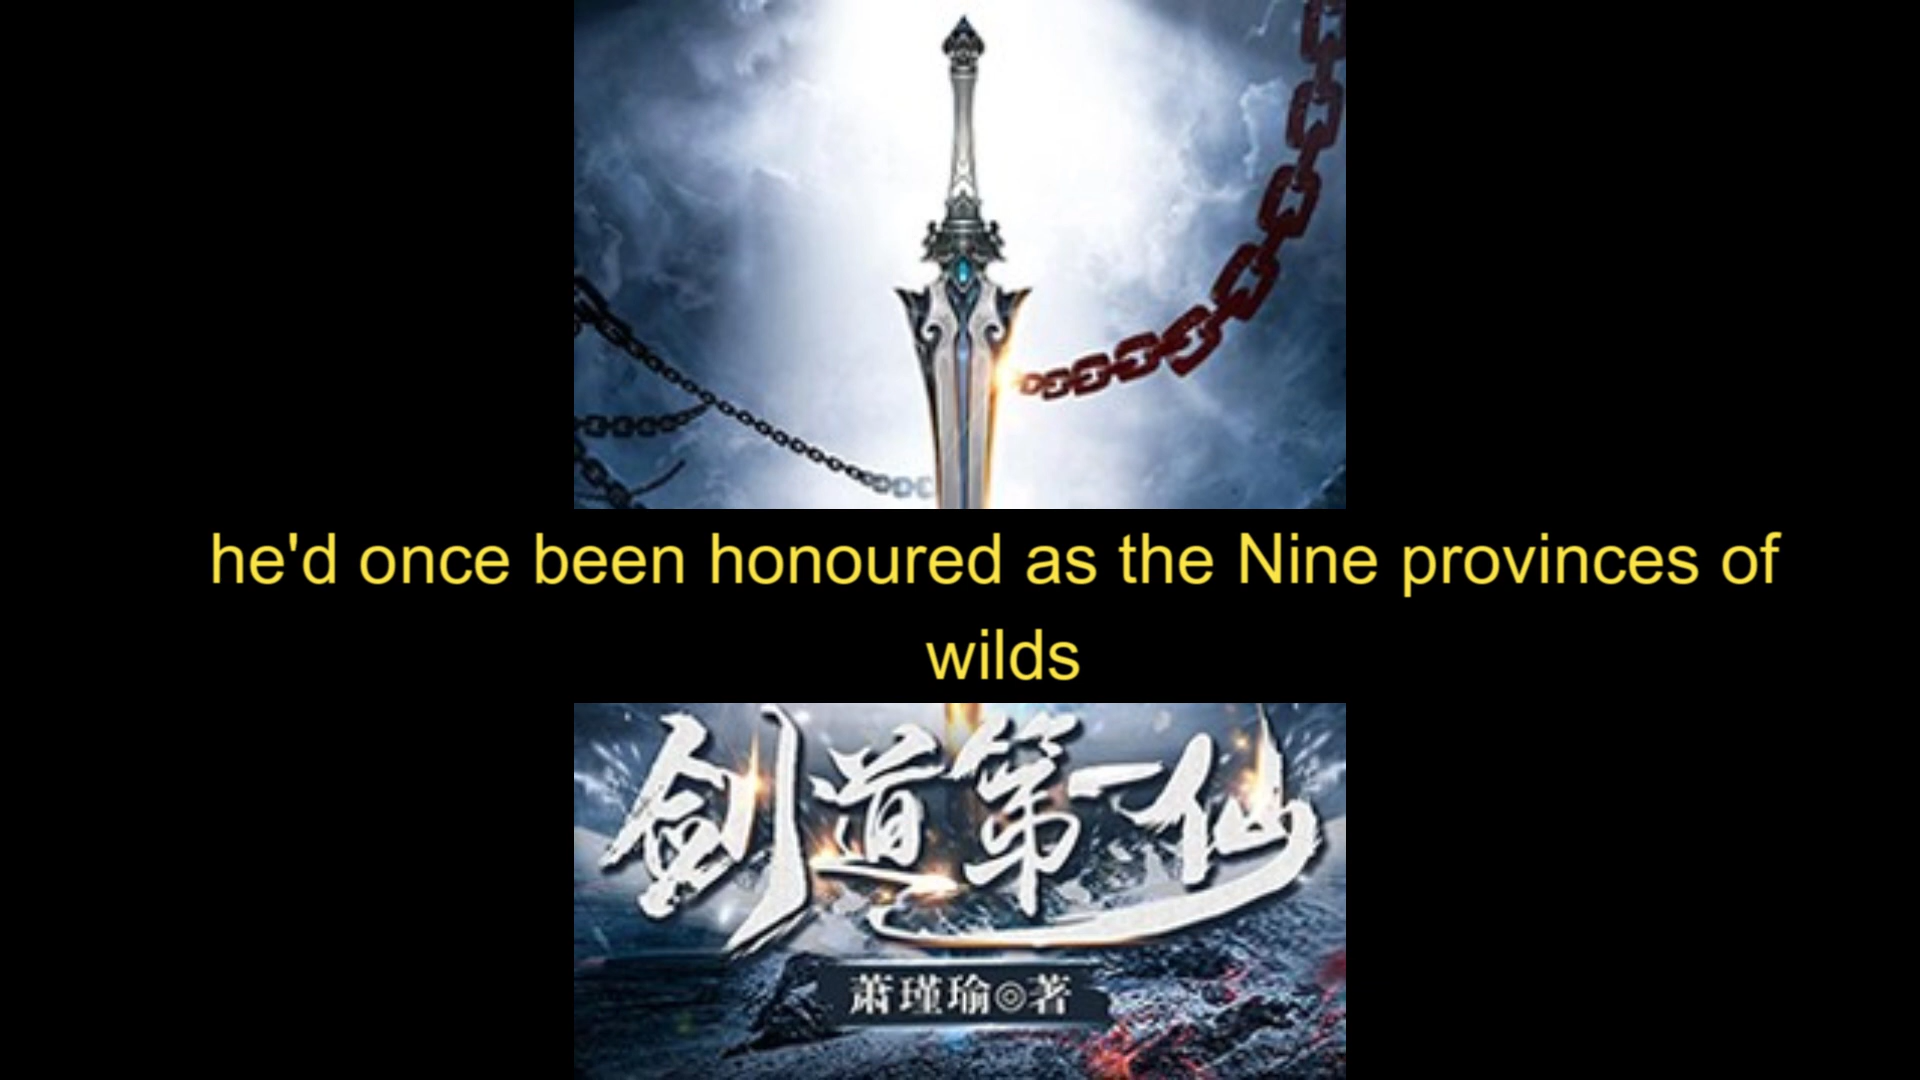 he'd once been honoured as the Nine provinces of
wilds
剑道第一仙
萧瑾瑜◎著